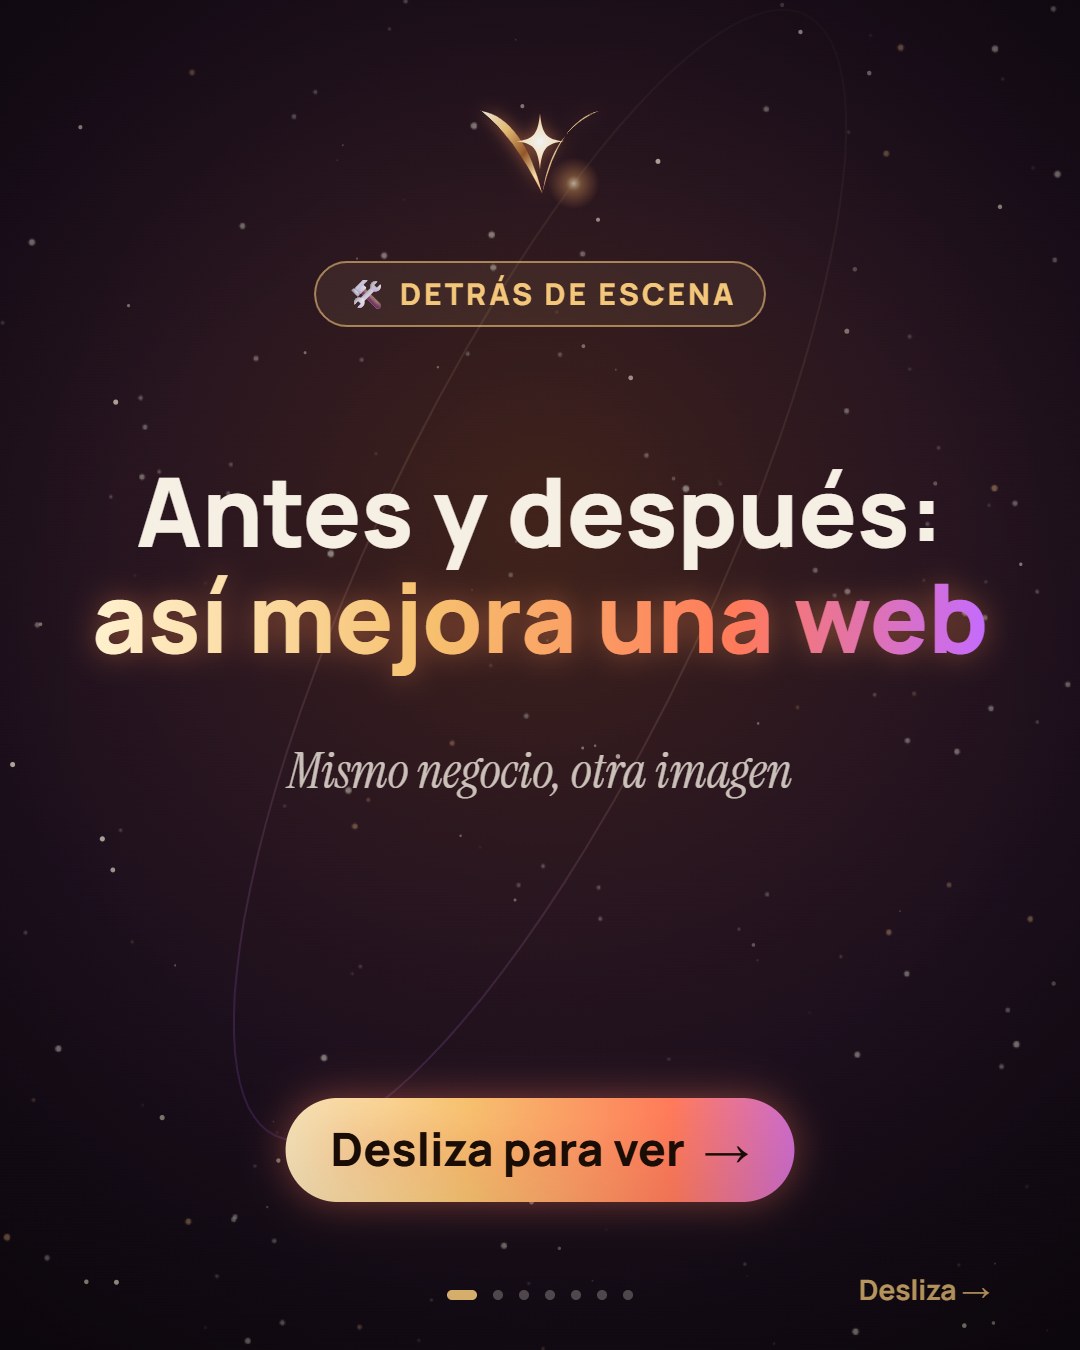 🛠 DETRÁS DE ESCENA
Antes y después:
así mejora una web
Mismo negocio, otra imagen
Desliza para ver →
Desliza→